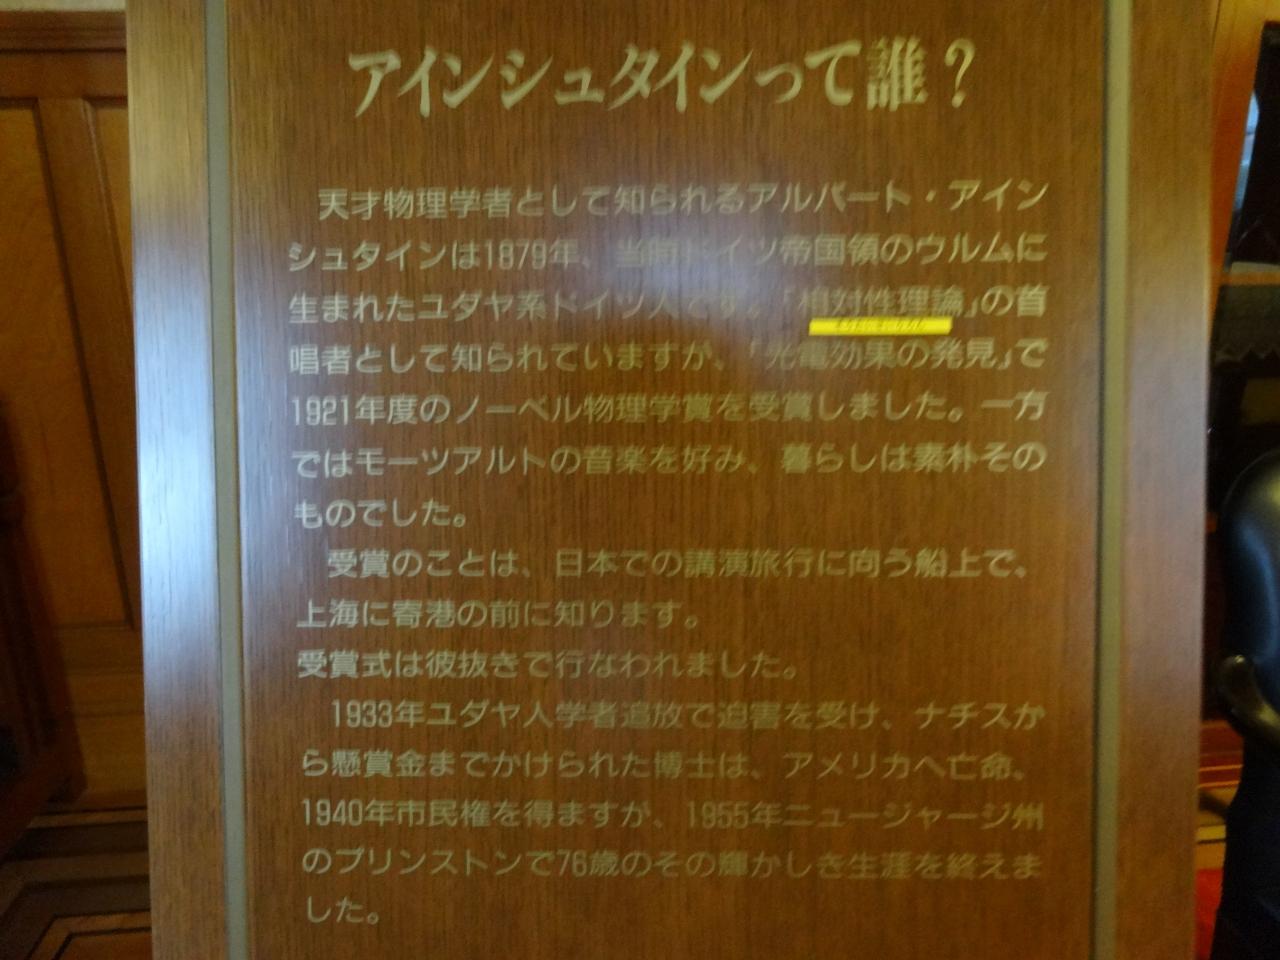 アインシュタインって誰？
天才物理学者として知られるアルバート・アイン
シュタインは1879年、当時ドイツ帝国領のウルムに
生まれたユダヤ系ドイツ人です。「相対性理論」の首
唱者として知られていますが、「光電効果の発見」で
1921年度のノーベル物理学賞を受賞しました。一方
ではモーツアルトの音楽を好み、暮らしは素朴その
ものでした。
受賞のことは、日本での講演旅行に向う船上で、
上海に寄港の前に知ります。
受賞式は彼抜きで行なわれました。
1933年ユダヤ人学者追放で迫害を受け、ナチスか
ら懸賞金までかけられた博士は、アメリカへ亡命。
1940年市民権を得ますが、1955年ニュージャージ州
のプリンストンで76歳のその輝かしき生涯を終えま
した。